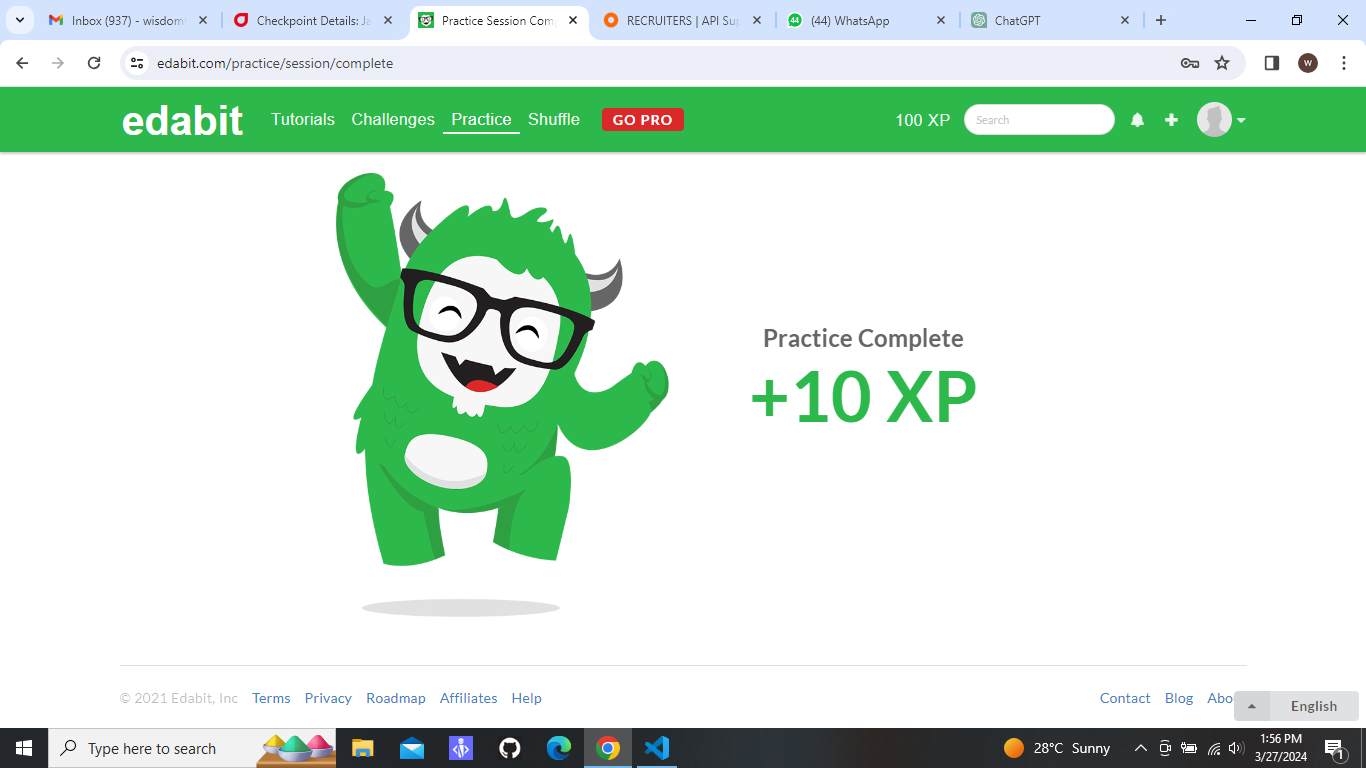 Inbox (937) - wisdom
Checkpoint Details: Ja
Practice Session Com
RECRUITERS | API Sup
(44) WhatsApp
ChatGPT
edabit.com/practice/session/complete
W
edabit
Tutorials
Challenges
Practice
Shuffle
GO PRO
100 XP
Search
Practice Complete
+10 XP
© 2021 Edabit, Inc
Terms
Privacy
Roadmap
Affiliates
Help
Contact
Blog
Abo
English
Type here to search
28°C Sunny
1:56 PM
3/27/2024
1